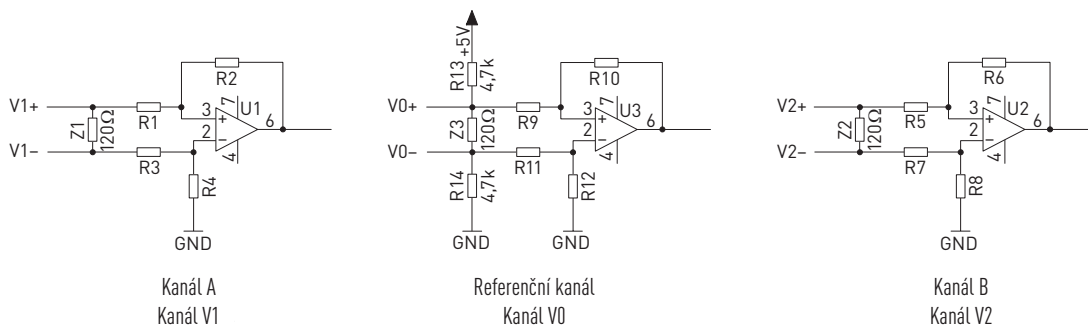 R2
V1+
R1
3
+
7
U1
6
Z1
120Ω
2
−
V1−
R3
4
R4
GND
Kanál A
Kanál V1
+5V
R13
4,7k
R10
V0+
R9
3
+
7
U3
6
Z3
120Ω
2
−
V0−
R11
4
R14
4,7k
R12
GND
GND
Referenční kanál
Kanál V0
R6
V2+
R5
3
+
7
U2
6
Z2
120Ω
2
−
V2−
R7
4
R8
GND
Kanál B
Kanál V2